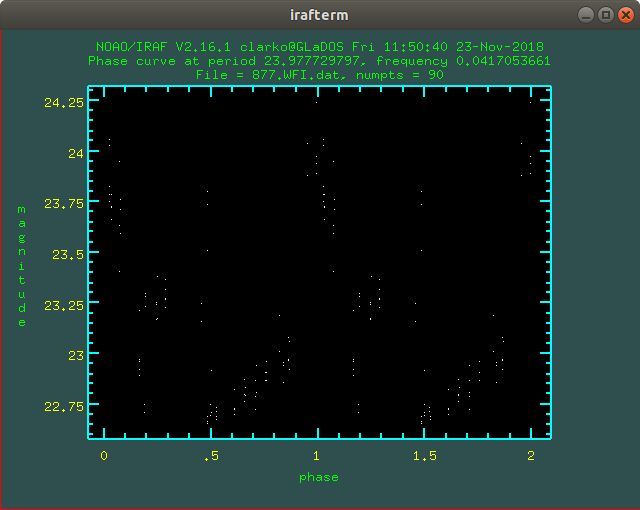 irafterm
NOAO/IRAF V2.16.1 clarko@GLaDOS Fri 11:50:40 23-Nov-2018
Phase curve at period 23.977729797, frequency 0.0417053661
File = 877.WFI.dat, numpts = 90
24.25
24
23.75
23.5
23.25
23
22.75
magnitude
0
.5
1
1.5
2
phase